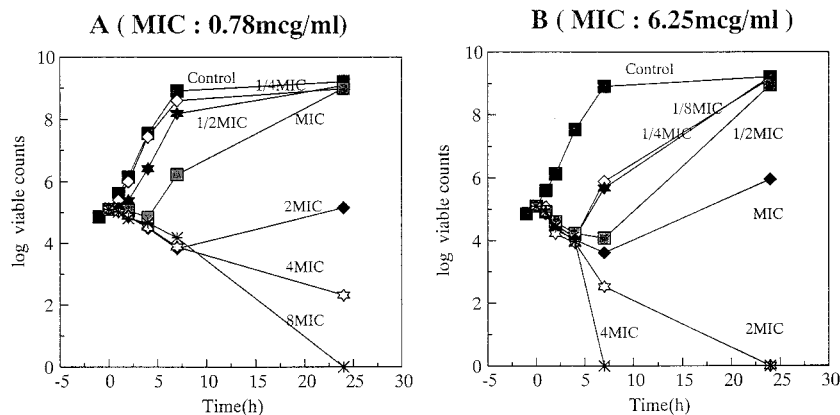 A ( MIC : 0.78mcg/ml)
B ( MIC : 6.25mcg/ml )
log viable counts
10
8
6
4
2
0
-5
0
5
10
15
20
25
30
Time(h)
Control
1/4MIC
1/2MIC
MIC
2MIC
4MIC
8MIC
log viable counts
10
8
6
4
2
0
-5
0
5
10
15
20
25
30
Time(h)
Control
1/8MIC
1/4MIC
1/2MIC
MIC
2MIC
4MIC